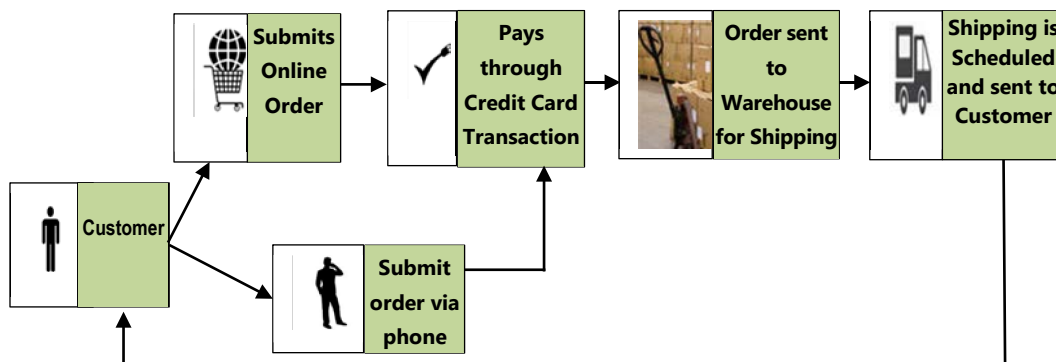 Submits
Online
Order
Pays
through
Credit Card
Transaction
Order sent
to
Warehouse
for Shipping
Shipping is
Scheduled
and sent to
Customer
Customer
Submit
order via
phone